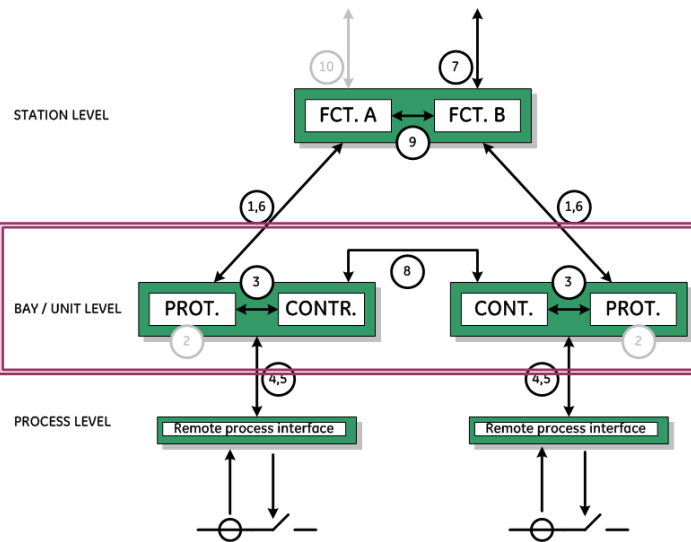 10
7
STATION LEVEL
FCT. A
FCT. B
9
1,6
1,6
8
3
3
BAY / UNIT LEVEL
PROT.
CONTR.
CONT.
PROT.
2
2
4,5
4,5
PROCESS LEVEL
Remote process interface
Remote process interface